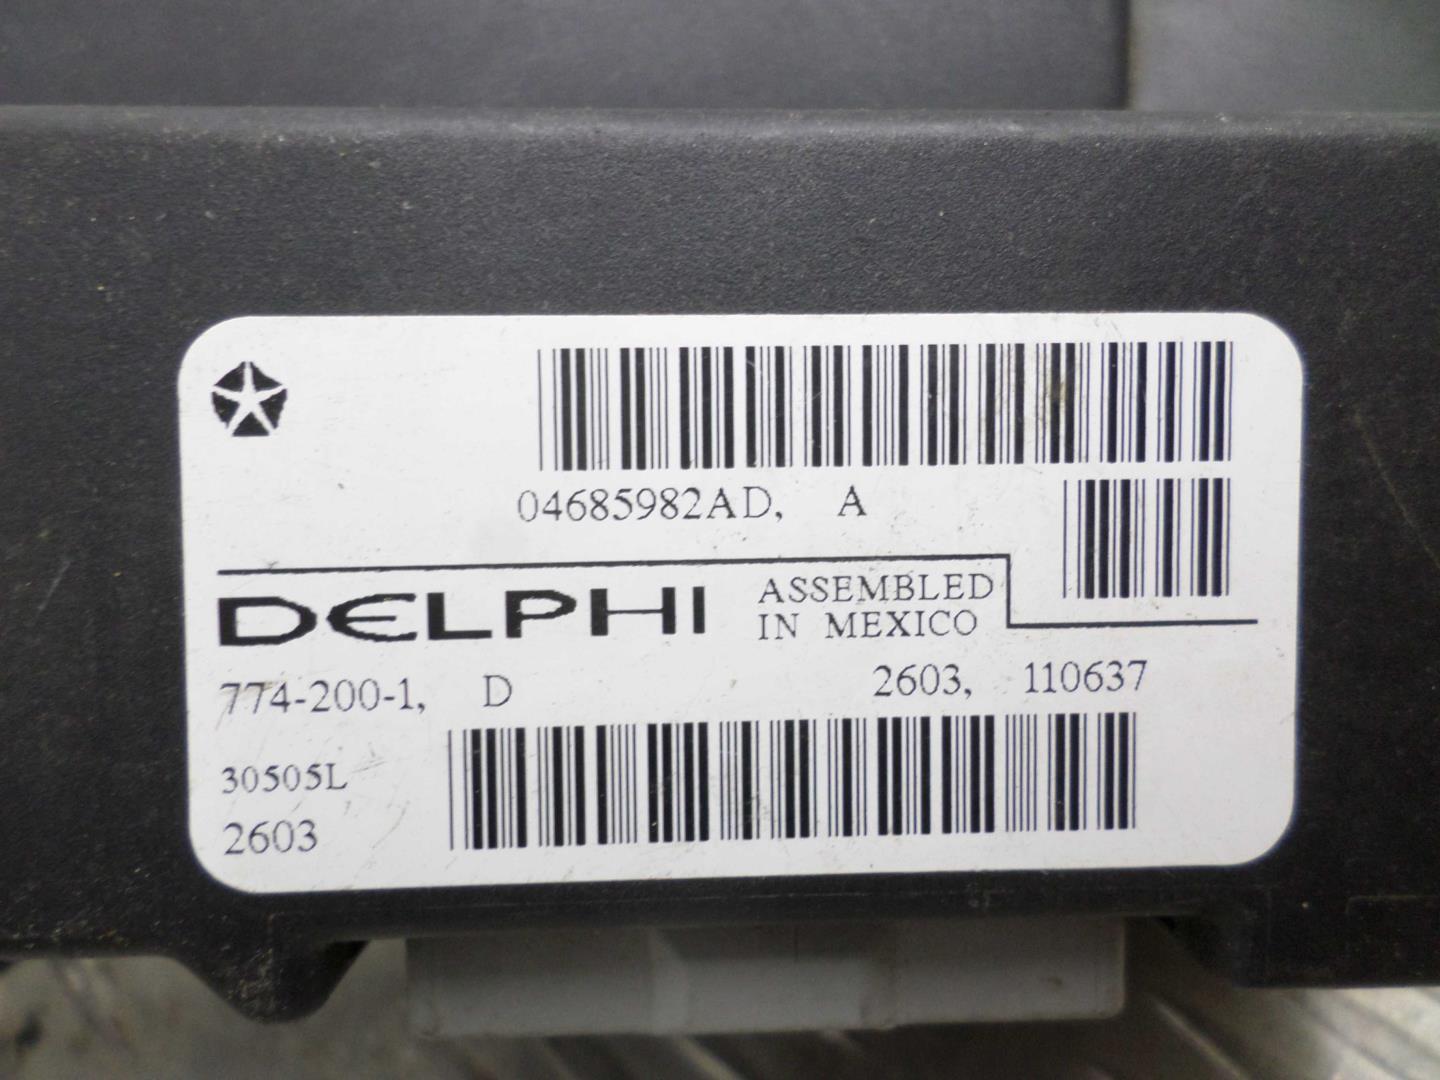 04685982AD, A
DELPHI
ASSEMBLED
IN MEXICO
774-200-1, D
2603, 110637
30505L
2603